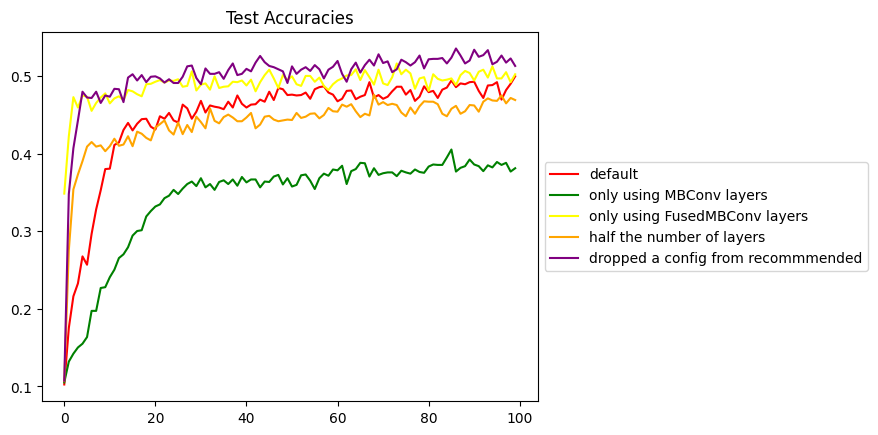 Test Accuracies
0.5
0.4
0.3
0.2
0.1
0 20 40 60 80 100
default
only using MBConv layers
only using FusedMBConv layers
half the number of layers
dropped a config from recommmended